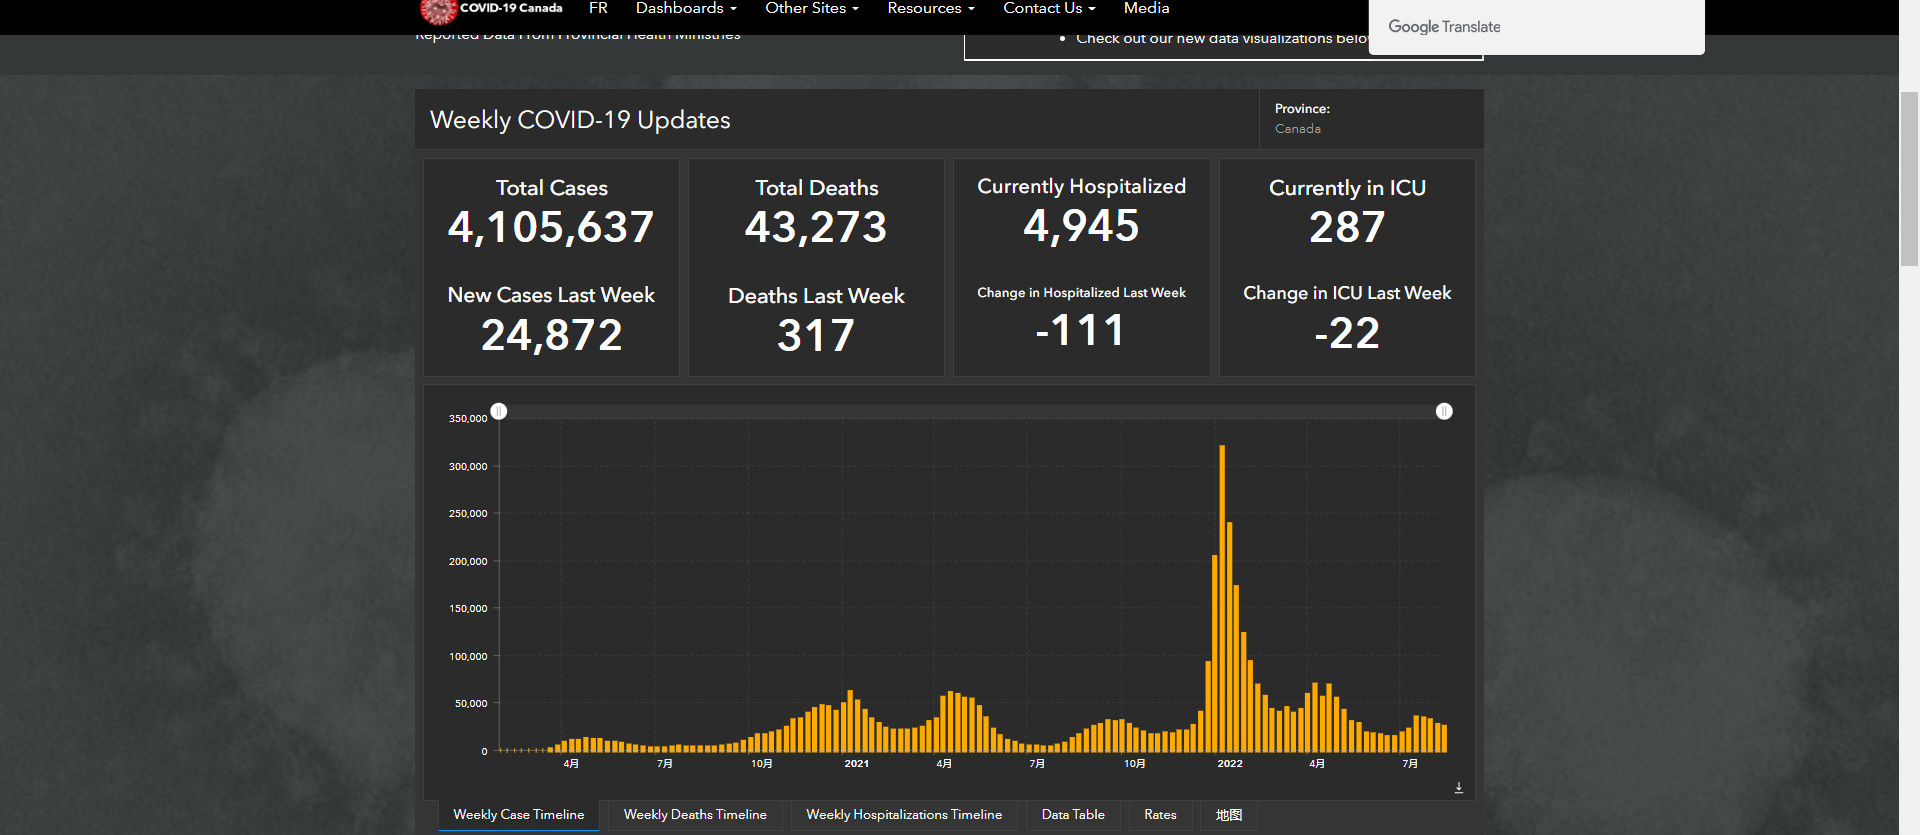 COVID-19 Canada FR Dashboards Other Sites Resources Contact Us Media
Google Translate
Reported Data From Provincial Health Ministries
• Check out our new data visualizations belo
Weekly COVID-19 Updates
Province:
Canada
Total Cases
4,105,637
New Cases Last Week
24,872
Total Deaths
43,273
Deaths Last Week
317
Currently Hospitalized
4,945
Change in Hospitalized Last Week
-111
Currently in ICU
287
Change in ICU Last Week
-22
350,000
300,000
250,000
200,000
150,000
100,000
50,000
0
4月 7月 10月 2021 4月 7月 10月 2022 4月 7月
Weekly Case Timeline Weekly Deaths Timeline Weekly Hospitalizations Timeline Data Table Rates 地图